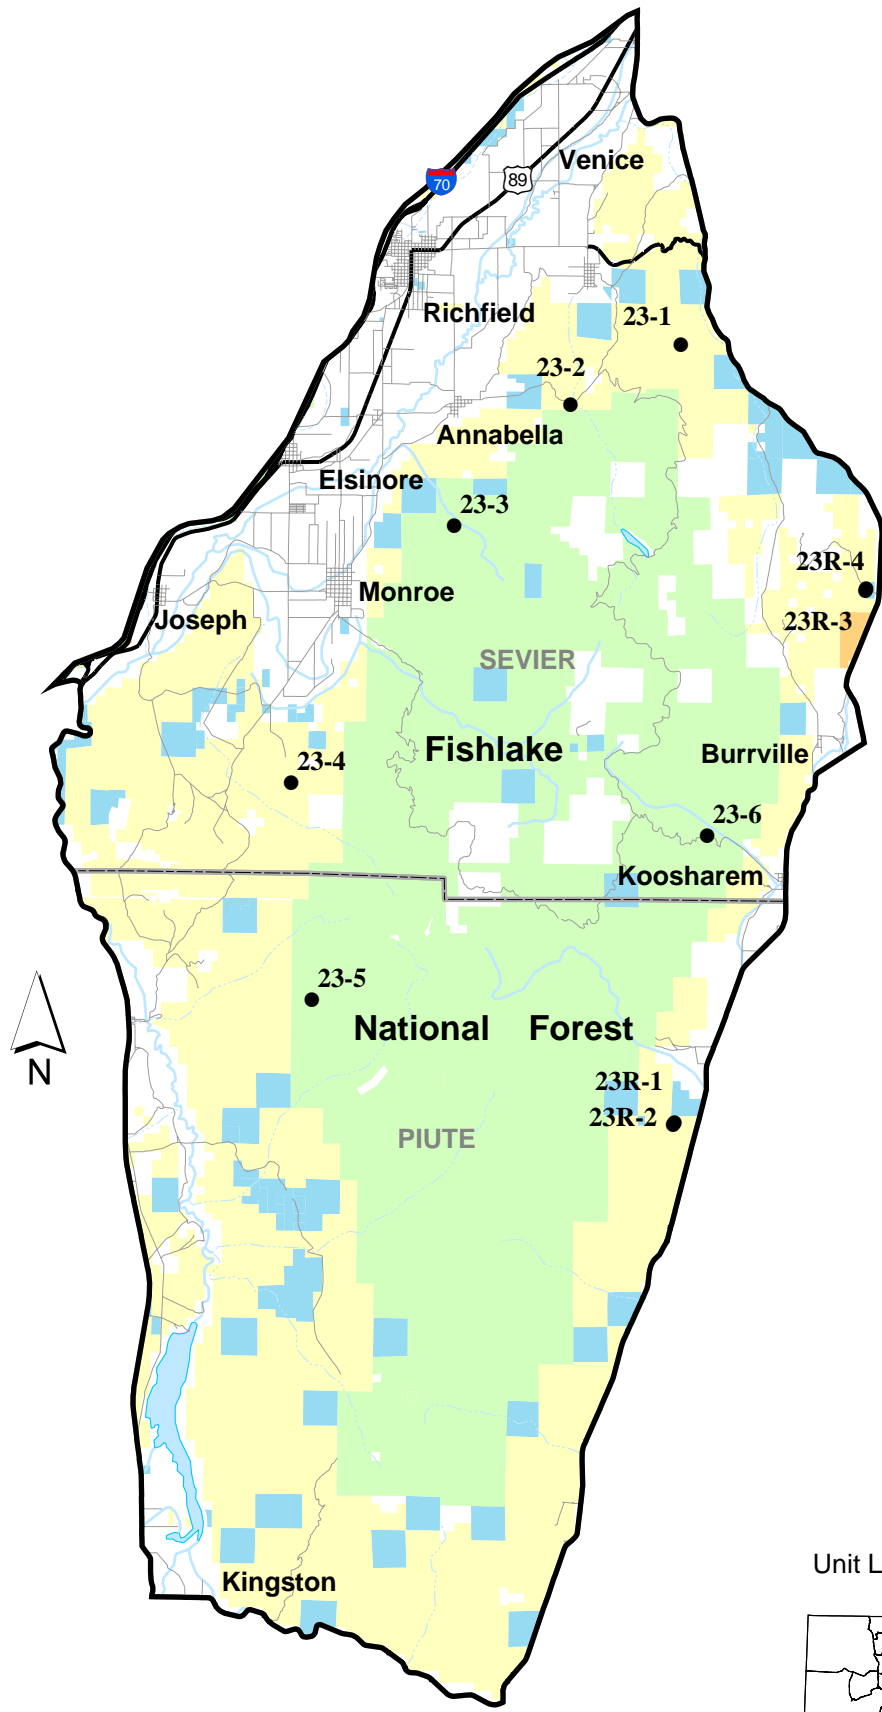 Venice
70
89
Richfield
23-1
23-2
Annabella
Elsinore
23-3
23R-4
Monroe
23R-3
Joseph
SEVIER
Fishlake
Burrville
23-4
23-6
Koosharem
23-5
National Forest
N
23R-1
23R-2
PIUTE
Unit L
Kingston